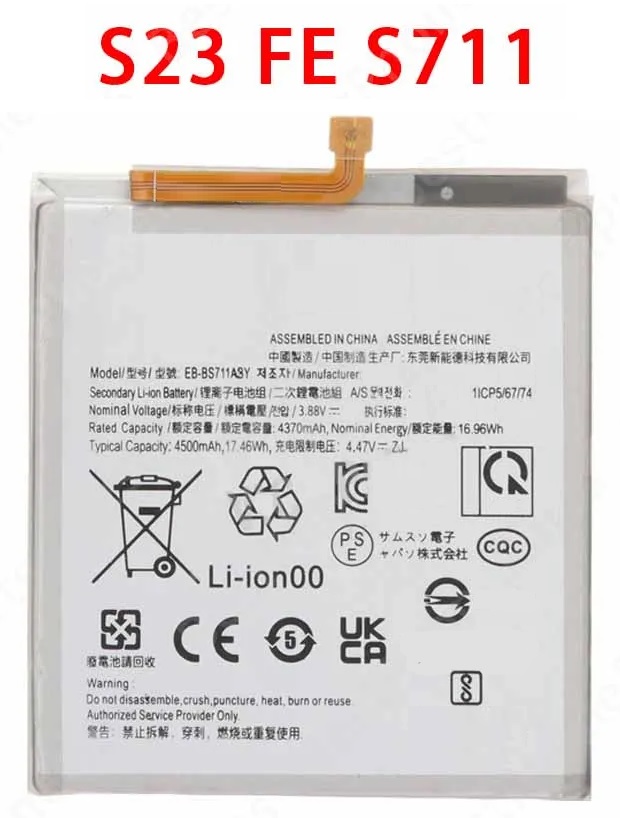 S23 FE S711
ASSEMBLED IN CHINA ASSEMBLÉ EN CHINE
中國製造 / 中国制造 生产厂: 东莞新能德科技有限公司
Model/型号/ 型號: EB-BS711ABY 제조자/ Manufacturer:
Secondary Li-ion Battery/ 锂离子电池组 / 二次鋰電池組 A/S 문의전화: 1ICP5/67/74
Nominal Voltage/标称电压 / 標稱電壓/전압 / 3.88V⎓ 执行标准:
Rated Capacity /额定容量/ 額定容量: 4370mAh, Nominal Energy/額定能量: 16.96Wh
Typical Capacity: 4500mAh,17.46Wh, 充电限制电压: 4.47V⎓
PS
E
サムスン電子
ャパソ株式會社
CQC
Li-ion00
廢電池請回收
CE
5
UK
CA
Warning:
Do not disassemble,crush,puncture, heat, burn or reuse.
Authorized Service Provider Only.
警告: 禁止拆解, 穿刺, 燃烧或重复使用.